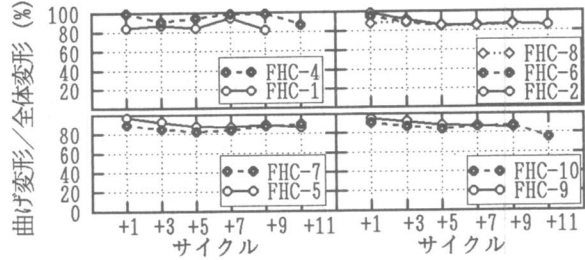 曲げ変形／全体変形 (%)
100
80
60
40
20
FHC-4
FHC-1
FHC-8
FHC-6
FHC-2
80
60
40
20
0
FHC-7
FHC-5
FHC-10
FHC-9
+1 +3 +5 +7 +9 +11
+1 +3 +5 +7 +9 +11
サイクル
サイクル